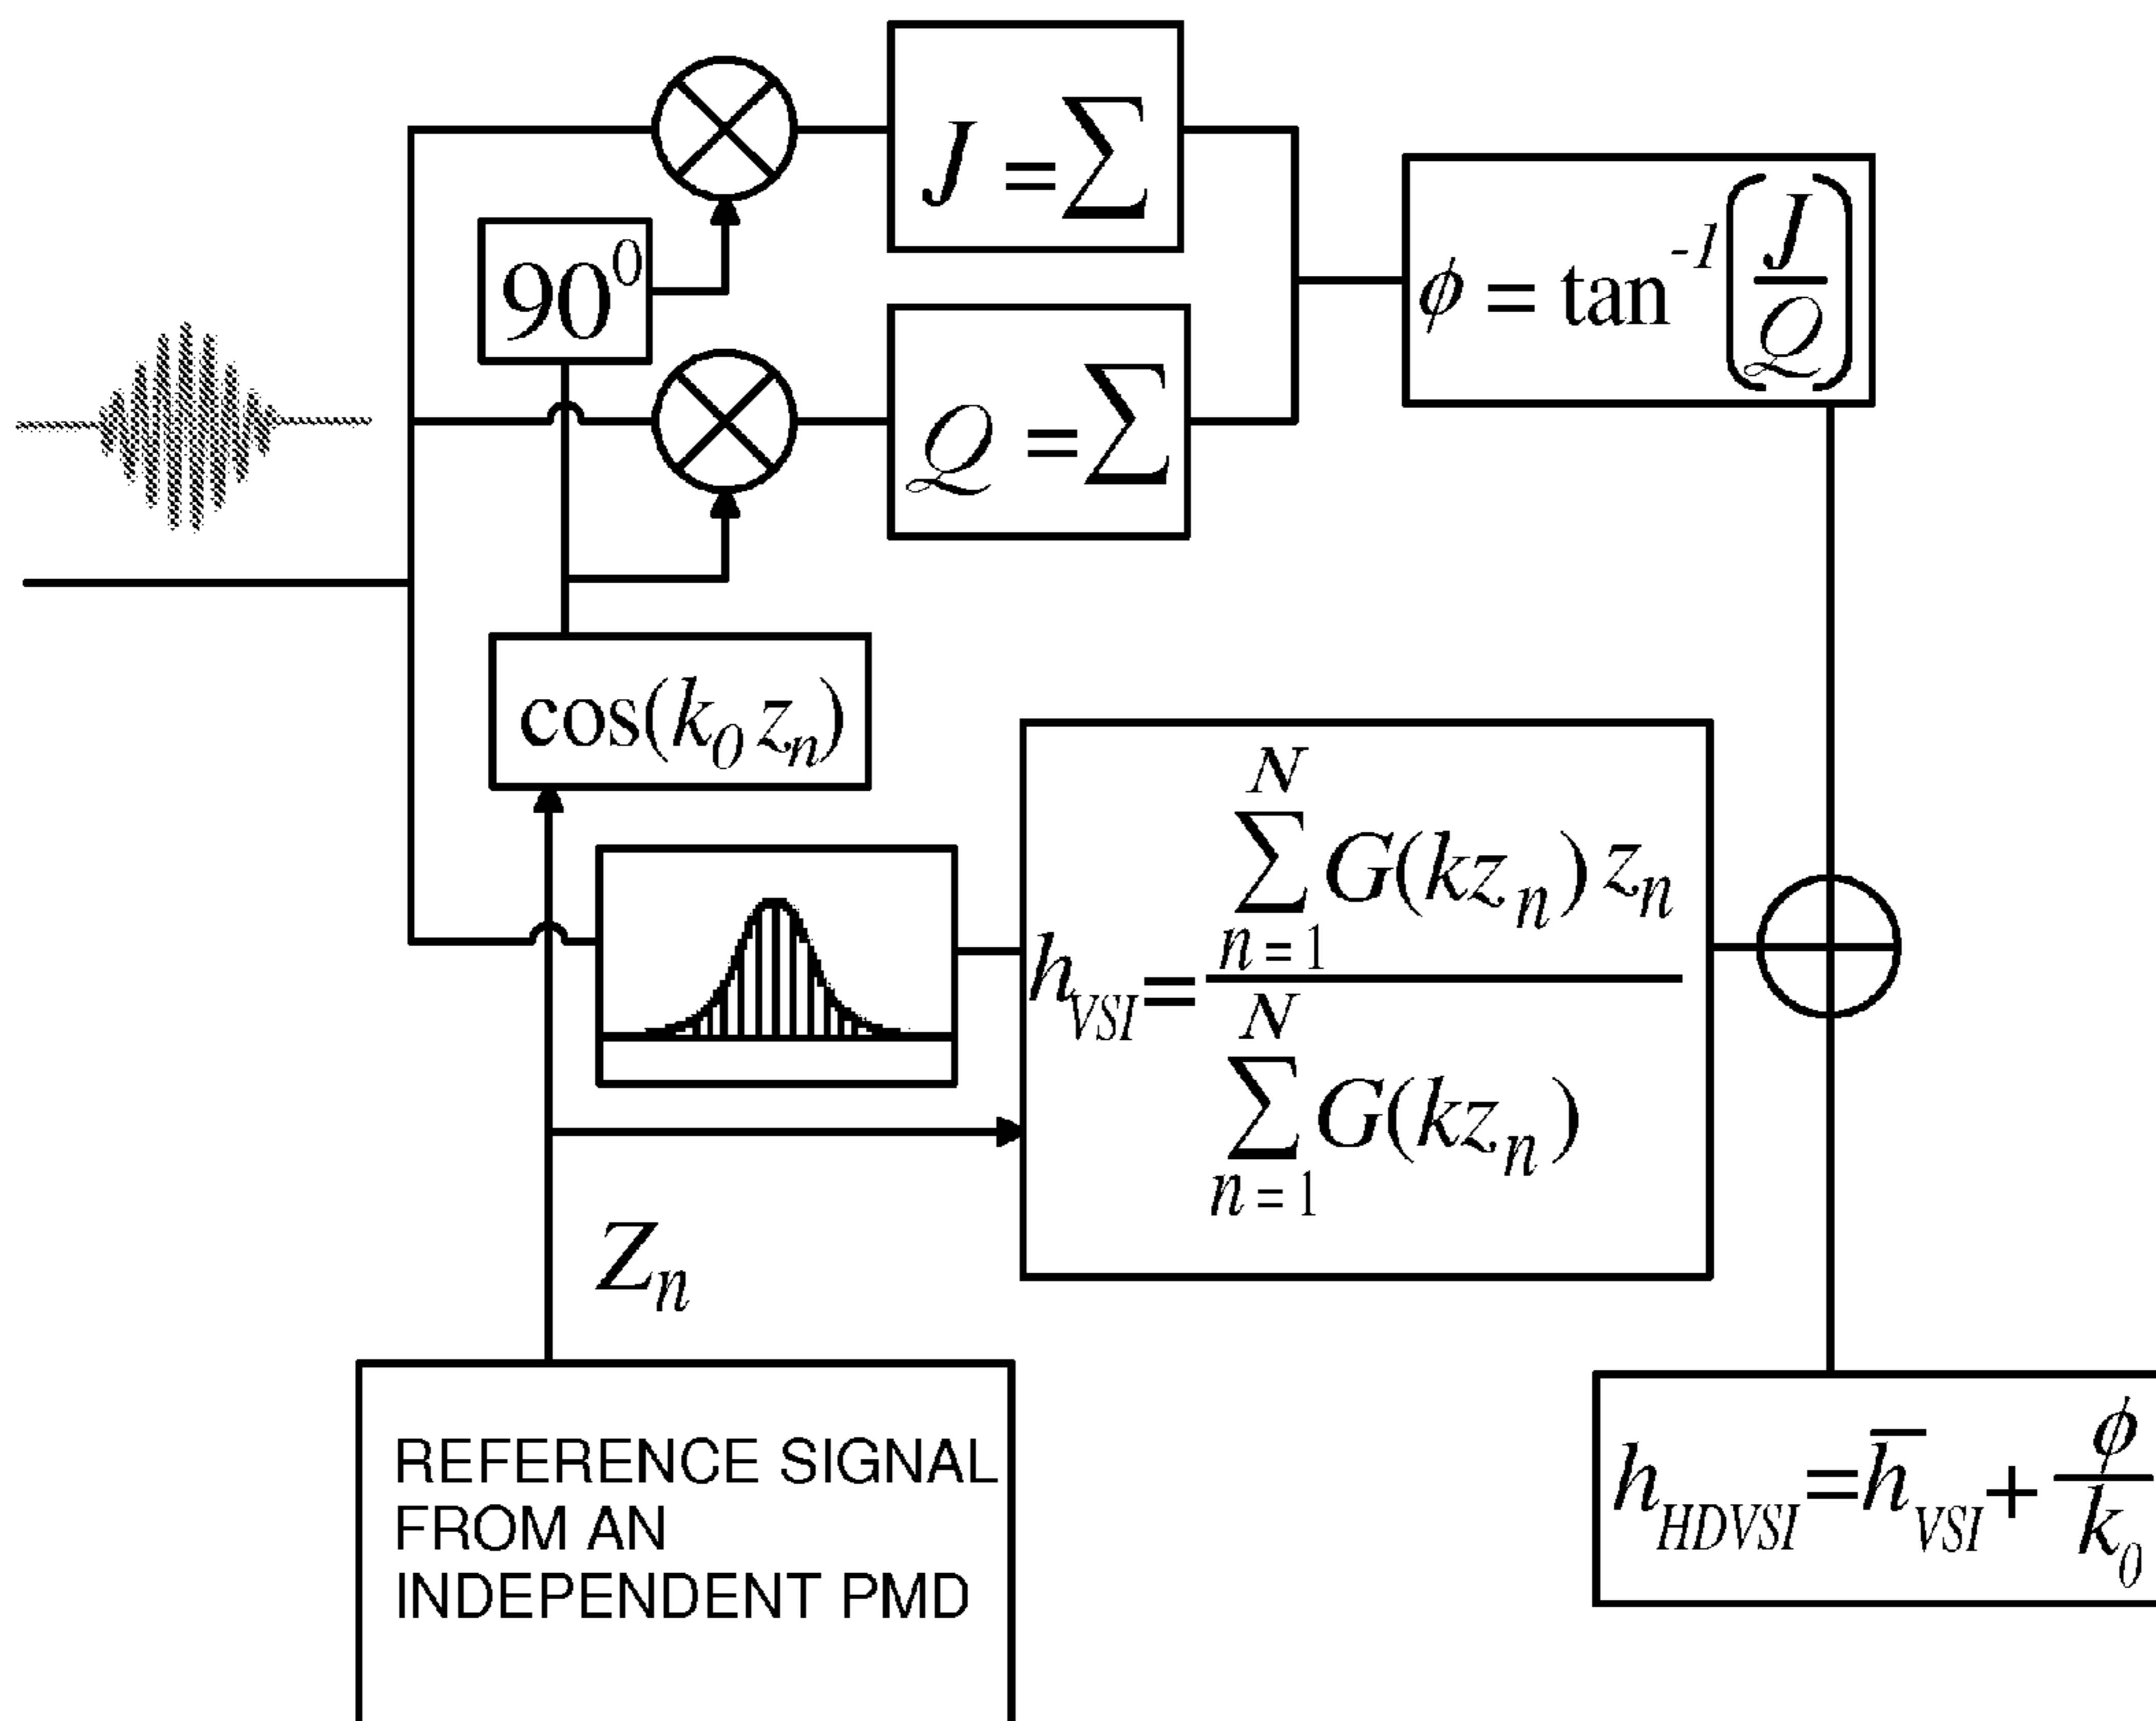 J = ∑
90⁰
ϕ = tan⁻¹(J/Q)
Q = ∑
cos(k₀ zₙ)
h_VSI = ∑_{n = 1}^{N} G(kzₙ) zₙ / ∑_{n = 1}^{N} G(kzₙ)
Zₙ
REFERENCE SIGNAL
FROM AN
INDEPENDENT PMD
h_HDVSI = h̅_VSI + ϕ/k₀